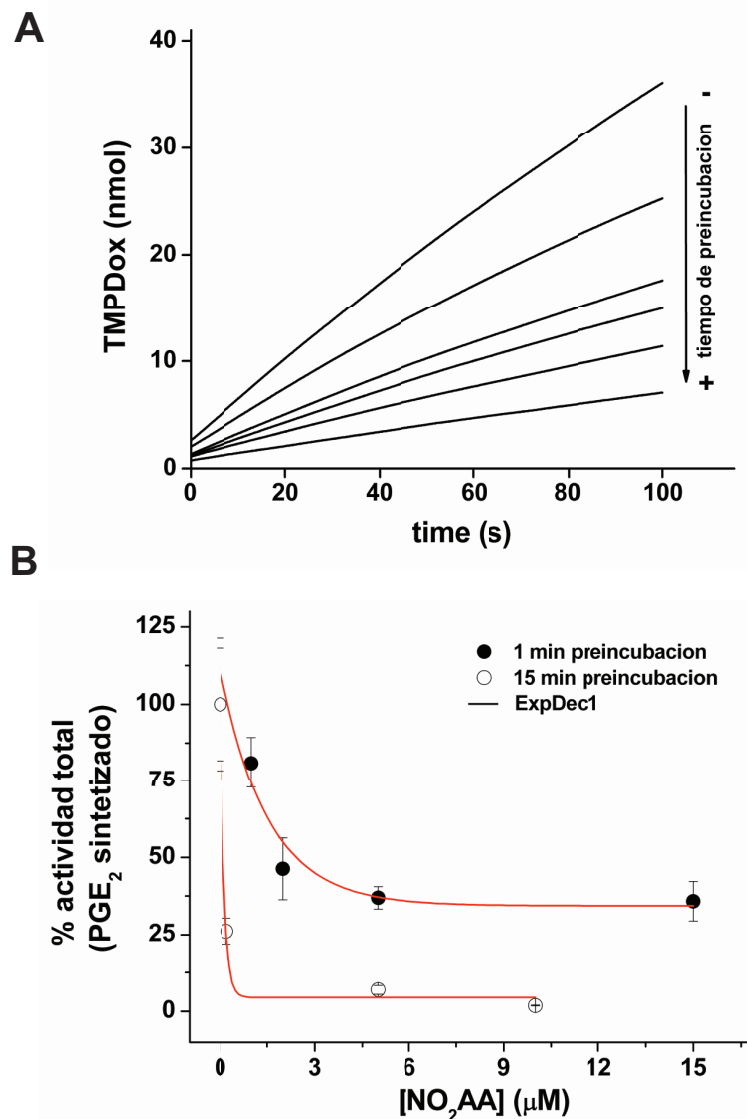 A
40
30
20
10
0
TMPDox (nmol)
0 20 40 60 80 100
time (s)
-
tiempo de preincubacion
+
B
125
100
75
50
25
0
% actividad total
(PGE₂ sintetizado)
1 min preincubacion
15 min preincubacion
ExpDec1
0 3 6 9 12 15
[NO₂AA] (μM)